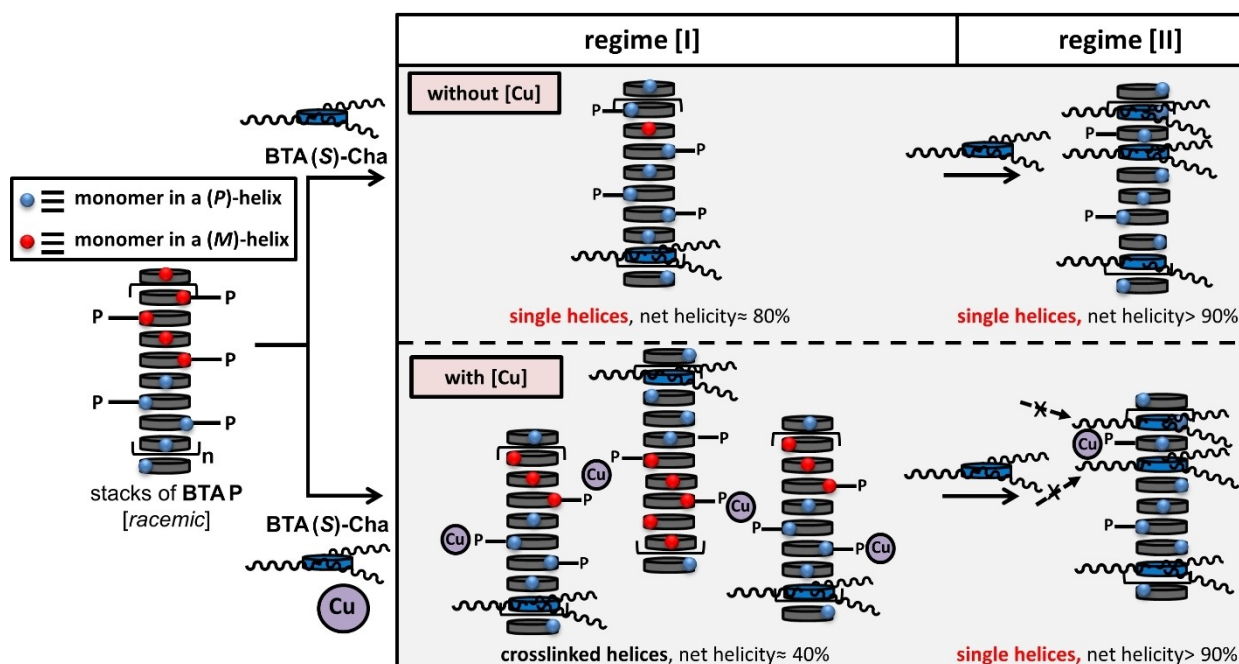 regime [I]
regime [II]
without [Cu]
BTA (S)-Cha
monomer in a (P)-helix
monomer in a (M)-helix
P
P
P
P
P
n
stacks of BTA P
[racemic]
P
P
P
P
single helices, net helicity≈ 80%
P
P
single helices, net helicity> 90%
BTA (S)-Cha
Cu
with [Cu]
Cu
P
P
P
P
Cu
P
P
Cu
P
P
P
Cu
crosslinked helices, net helicity≈ 40%
Cu
P
P
single helices, net helicity> 90%